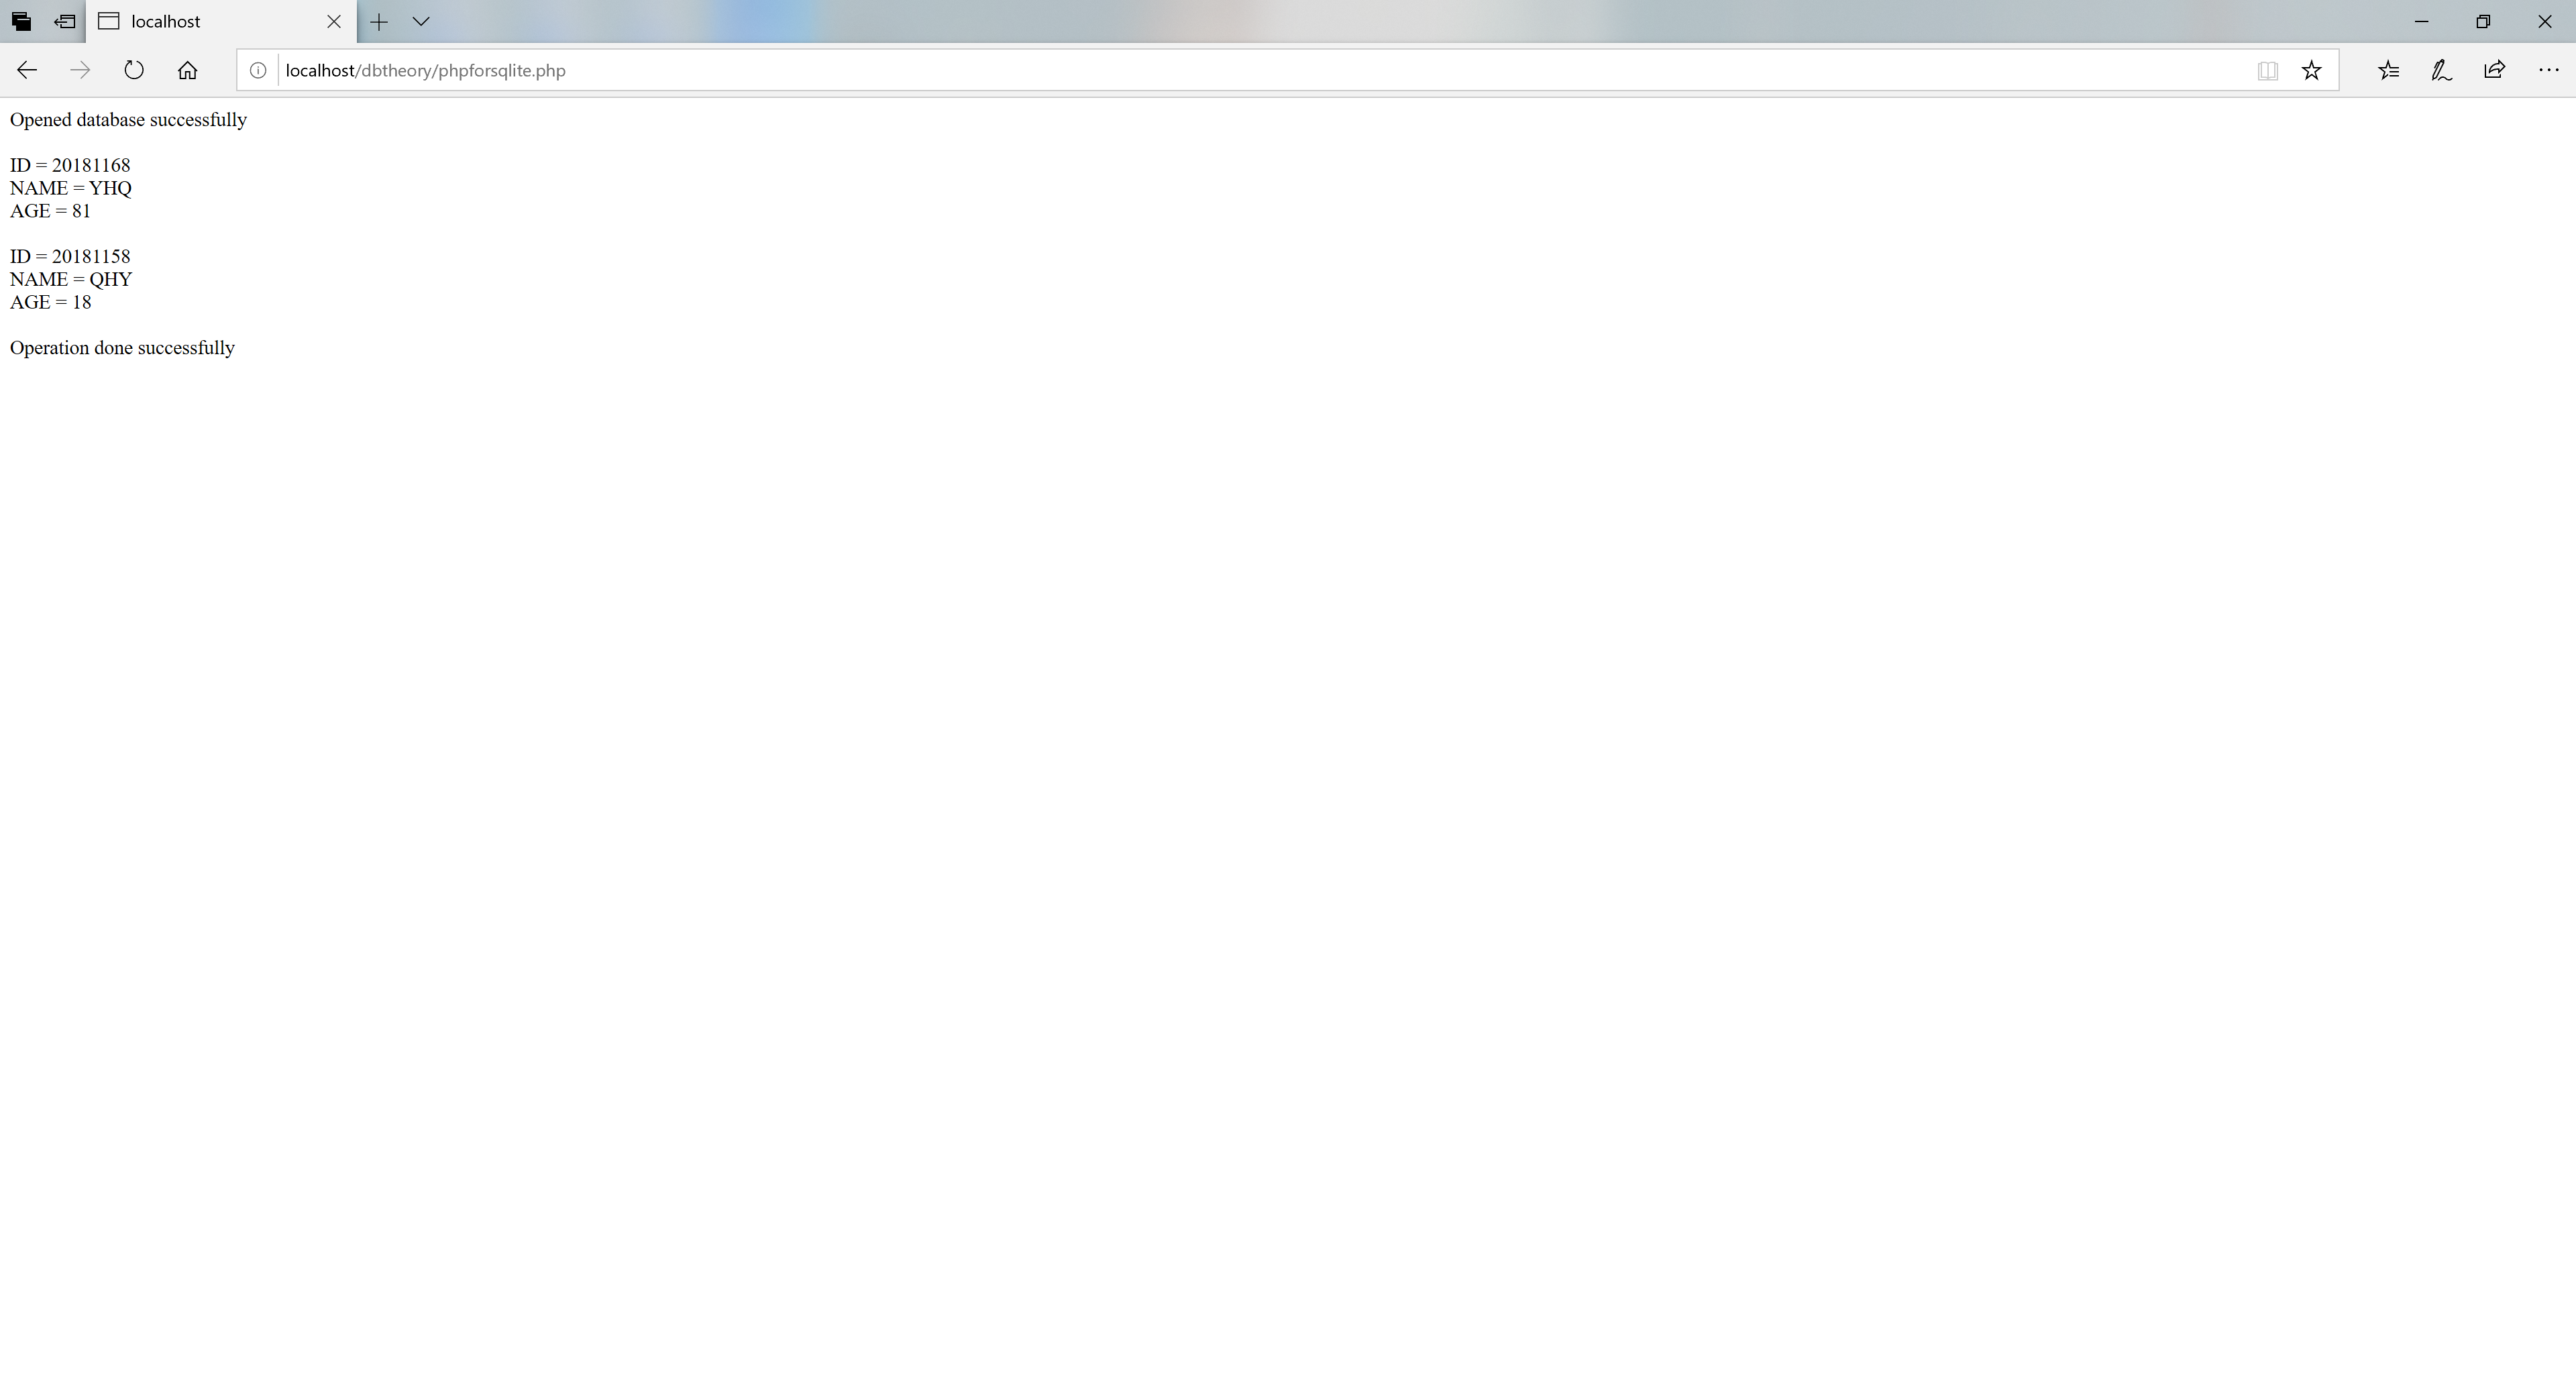 localhost
localhost/dbtheory/phpforsqlite.php
Opened database successfully
ID = 20181168
NAME = YHQ
AGE = 81
ID = 20181158
NAME = QHY
AGE = 18
Operation done successfully